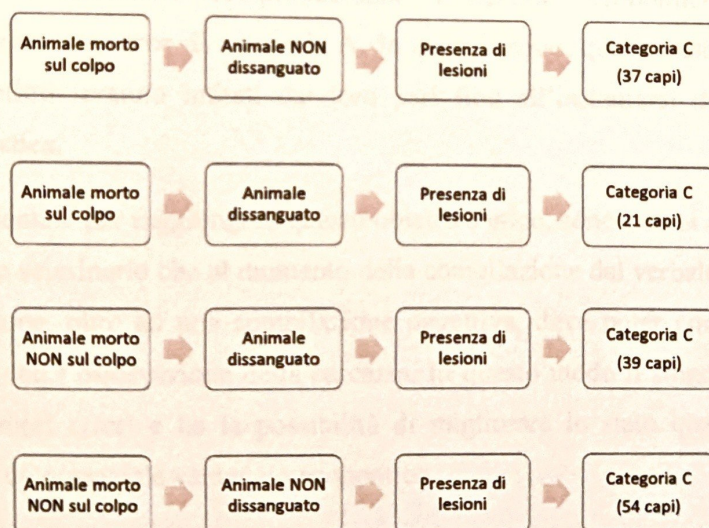 Animale morto
sul colpo
Animale NON
dissanguato
Presenza di
lesioni
Categoria C
(37 capi)
Animale morto
sul colpo
Animale
dissanguato
Presenza di
lesioni
Categoria C
(21 capi)
Animale morto
NON sul colpo
Animale
dissanguato
Presenza di
lesioni
Categoria C
(39 capi)
Animale morto
NON sul colpo
Animale NON
dissanguato
Presenza di
lesioni
Categoria C
(54 capi)